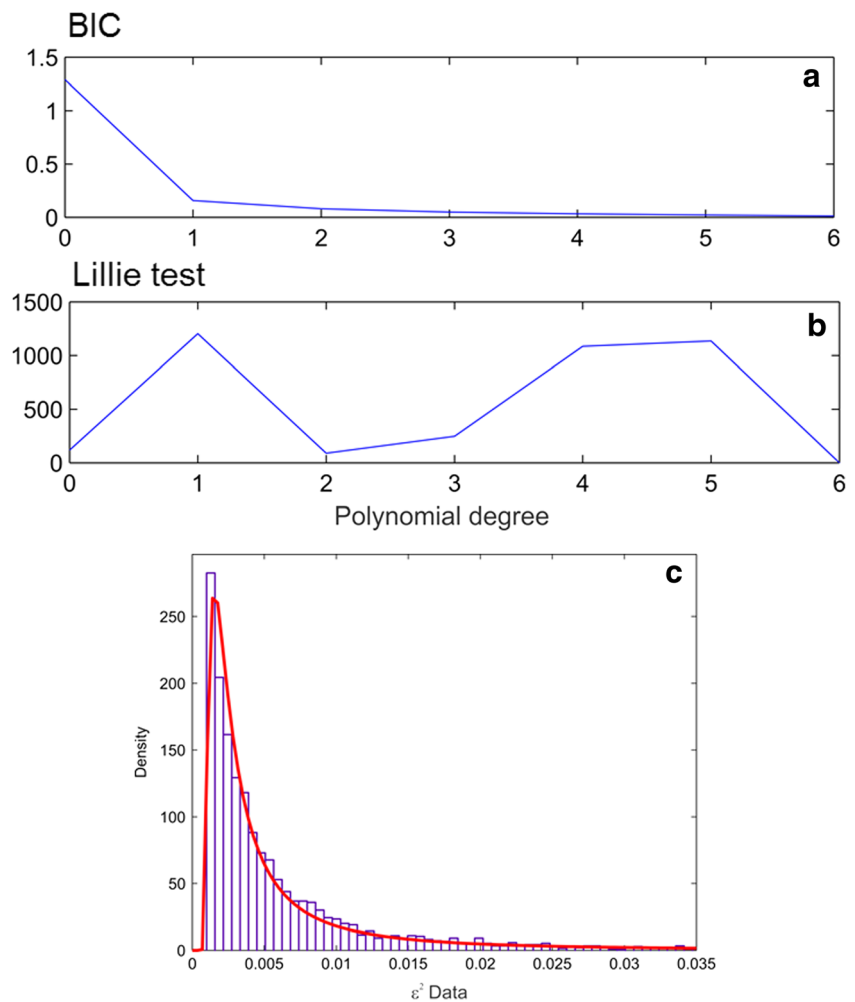 BIC
a
1.5
1
0.5
0
0 1 2 3 4 5 6
Lillie test
b
1500
1000
500
0
0 1 2 3 4 5 6
Polynomial degree
c
250
200
150
100
50
0
Density
0 0.005 0.01 0.015 0.02 0.025 0.03 0.035
ε² Data